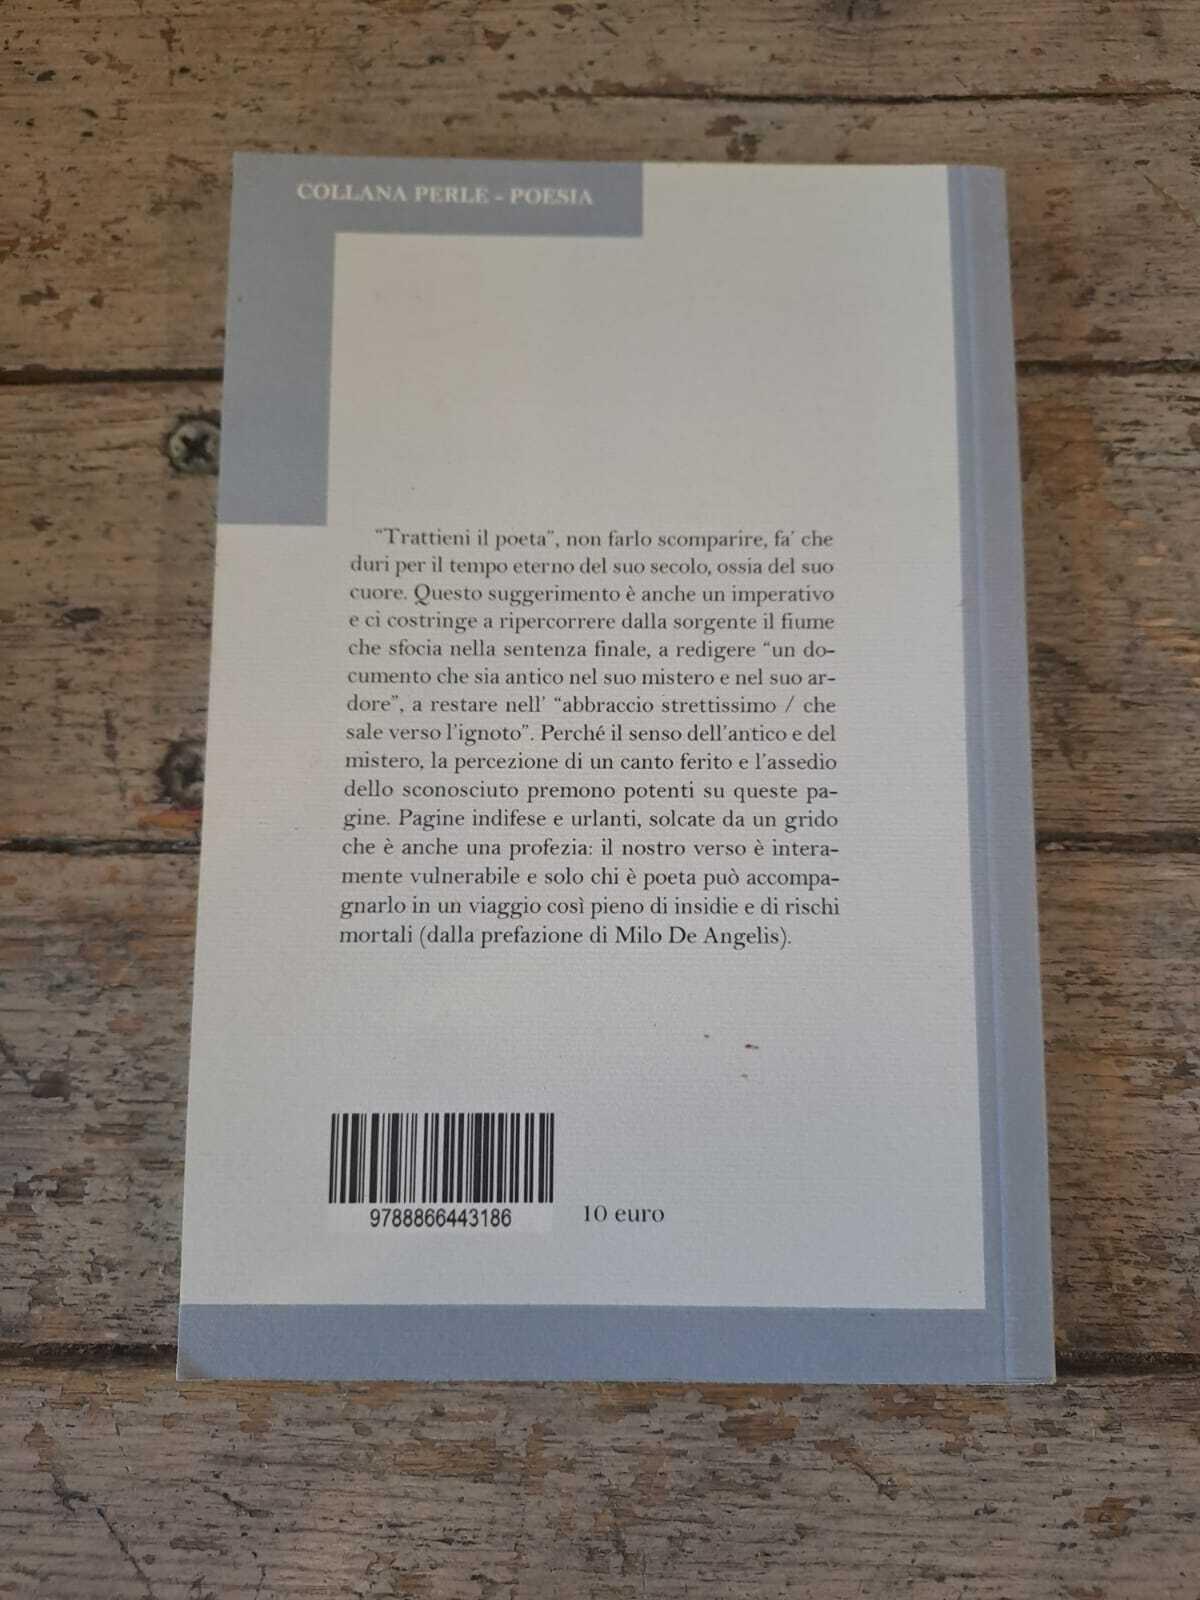 COLLANA PERLE - POESIA
“Trattieni il poeta”, non farlo scomparire, fa’ che
duri per il tempo eterno del suo secolo, ossia del suo
cuore. Questo suggerimento è anche un imperativo
e ci costringe a ripercorrere dalla sorgente il fiume
che sfocia nella sentenza finale, a redigere “un do-
cumento che sia antico nel suo mistero e nel suo ar-
dore”, a restare nell’ “abbraccio strettissimo / che
sale verso l’ignoto”. Perché il senso dell’antico e del
mistero, la percezione di un canto ferito e l’assedio
dello sconosciuto premono potenti su queste pa-
gine. Pagine indifese e urlanti, solcate da un grido
che è anche una profezia: il nostro verso è intera-
mente vulnerabile e solo chi è poeta può accompa-
gnarlo in un viaggio così pieno di insidie e di rischi
mortali (dalla prefazione di Milo De Angelis).
9788866443186
10 euro